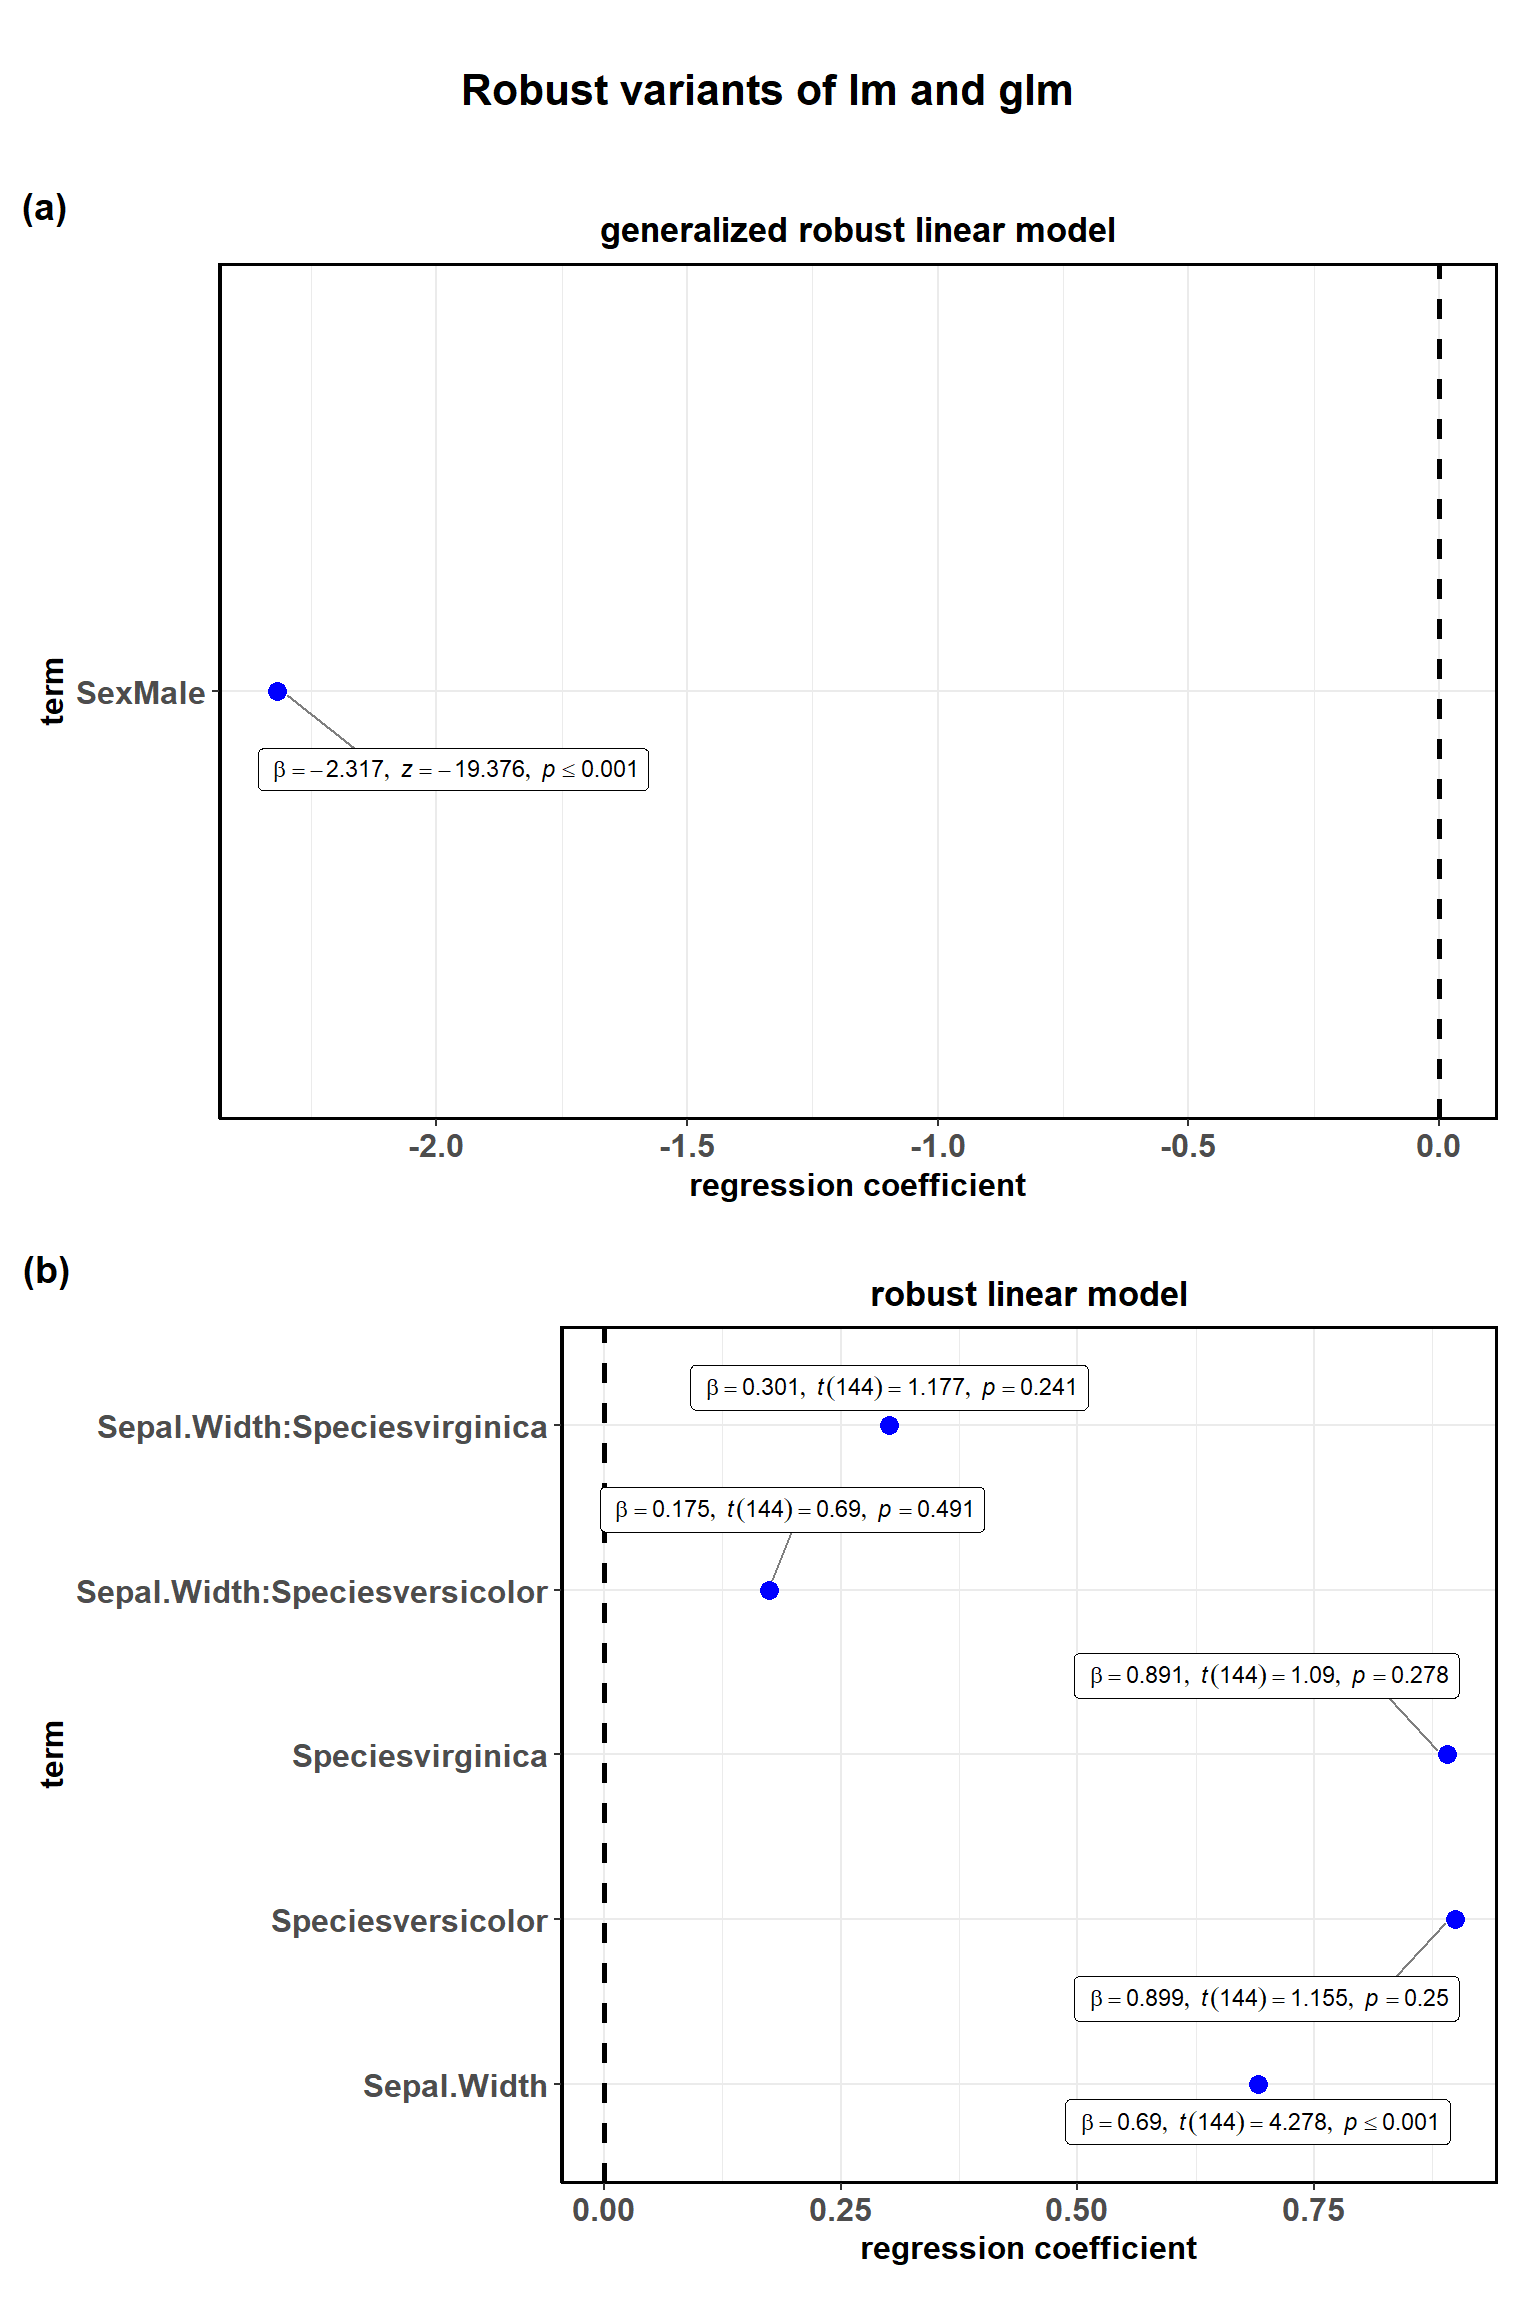 Robust variants of lm and glm
(a)
generalized robust linear model
term
SexMale
β = −2.317, z = −19.376, p ≤ 0.001
-2.0 -1.5 -1.0 -0.5 0.0
regression coefficient
(b)
robust linear model
β = 0.301, t(144) = 1.177, p = 0.241
Sepal.Width:Speciesvirginica
β = 0.175, t(144) = 0.69, p = 0.491
Sepal.Width:Speciesversicolor
β = 0.891, t(144) = 1.09, p = 0.278
term
Speciesvirginica
Speciesversicolor
β = 0.899, t(144) = 1.155, p = 0.25
Sepal.Width
β = 0.69, t(144) = 4.278, p ≤ 0.001
0.00 0.25 0.50 0.75
regression coefficient